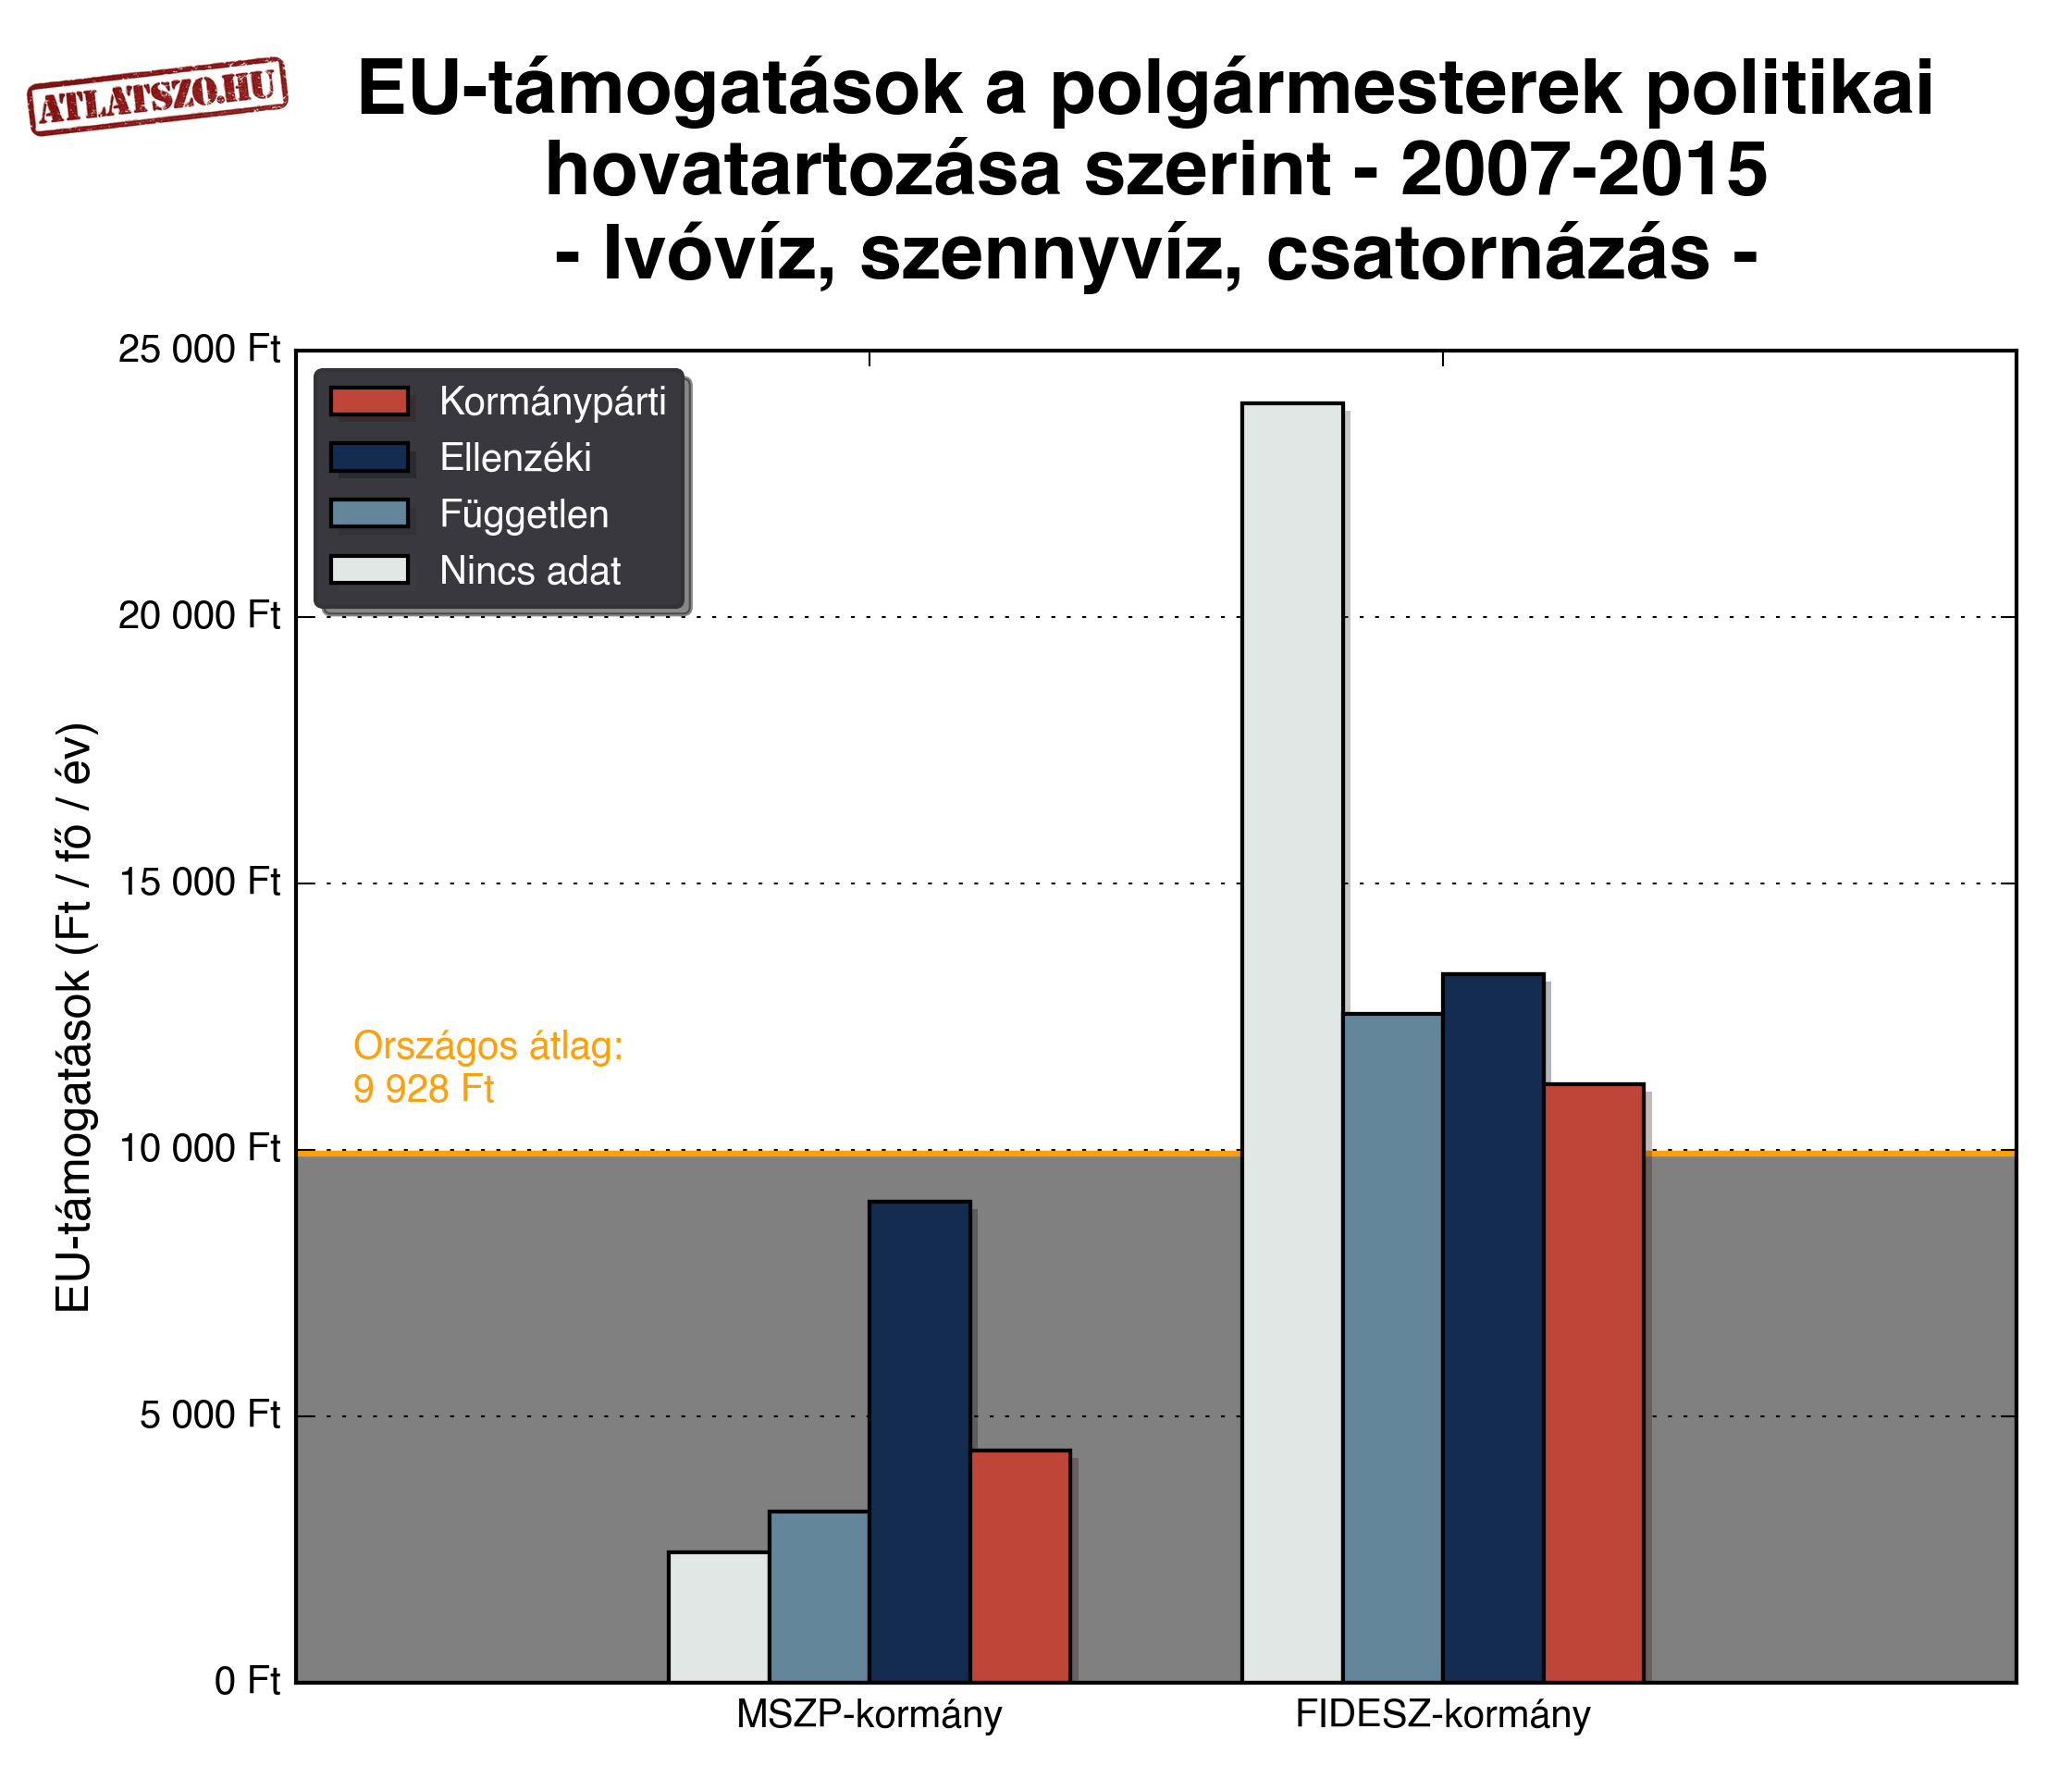 ATLATSZO.HU
EU-támogatások a polgármesterek politikai
hovatartozása szerint - 2007-2015
- Ivóvíz, szennyvíz, csatornázás -
25 000 Ft
20 000 Ft
15 000 Ft
10 000 Ft
5 000 Ft
0 Ft
EU-támogatások (Ft / fő / év)
Kormánypárti
Ellenzéki
Független
Nincs adat
Országos átlag:
9 928 Ft
MSZP-kormány
FIDESZ-kormány